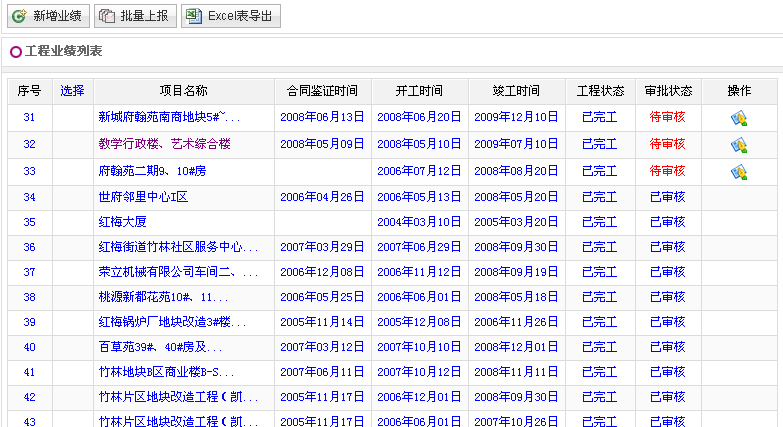 新增业绩 批量上报 Excel表导出
工程业绩列表
序号 选择 项目名称 合同鉴证时间 开工时间 竣工时间 工程状态 审批状态 操作
31 新城府翰苑南商地块5#~... 2008年06月13日 2008年06月20日 2009年12月10日 已完工 待审核
32 教学行政楼、艺术综合楼 2008年05月09日 2008年05月10日 2009年07月10日 已完工 待审核
33 府翰苑二期9、10#房 2006年07月12日 2008年08月20日 已完工 待审核
34 世府邻里中心I区 2006年04月26日 2006年05月13日 2008年05月20日 已完工 已审核
35 红梅大厦 2004年03月10日 2005年03月20日 已完工 已审核
36 红梅街道竹林社区服务中心... 2007年03月29日 2007年06月29日 2008年09月30日 已完工 已审核
37 荣立机械有限公司车间二、... 2006年12月08日 2006年11月12日 2008年09月19日 已完工 已审核
38 桃源新都花苑10#、11... 2006年05月25日 2006年06月01日 2008年05月18日 已完工 已审核
39 红梅锅炉厂地块改造3#楼... 2005年11月14日 2005年12月08日 2006年11月26日 已完工 已审核
40 百草苑39#、40#房及... 2007年03月12日 2007年10月10日 2008年12月01日 已完工 已审核
41 竹林地块B区商业楼B-S... 2007年06月11日 2007年10月12日 2008年11月11日 已完工 已审核
42 竹林片区地块改造工程（凯... 2005年11月17日 2006年12月01日 2008年09月30日 已完工 已审核
43 竹林片区地块改造工程（凯... 2005年11月17日 2006年06月01日 2007年10月26日 已完工 已审核